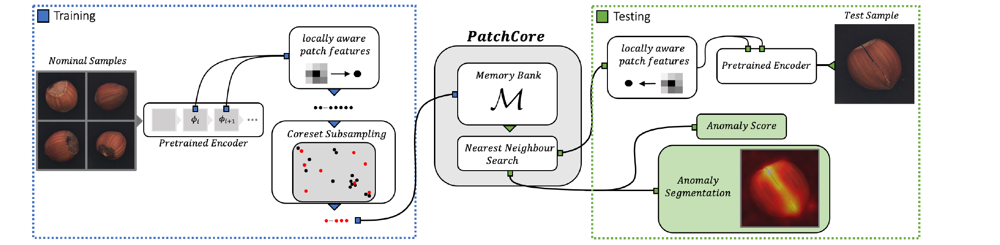 Training
Nominal Samples
ϕᵢ
ϕᵢ₊₁
...
Pretrained Encoder
locally aware
patch features
Coreset Subsampling
PatchCore
Memory Bank
ℳ
Nearest Neighbour
Search
Testing
locally aware
patch features
Pretrained Encoder
Test Sample
Anomaly Score
Anomaly
Segmentation